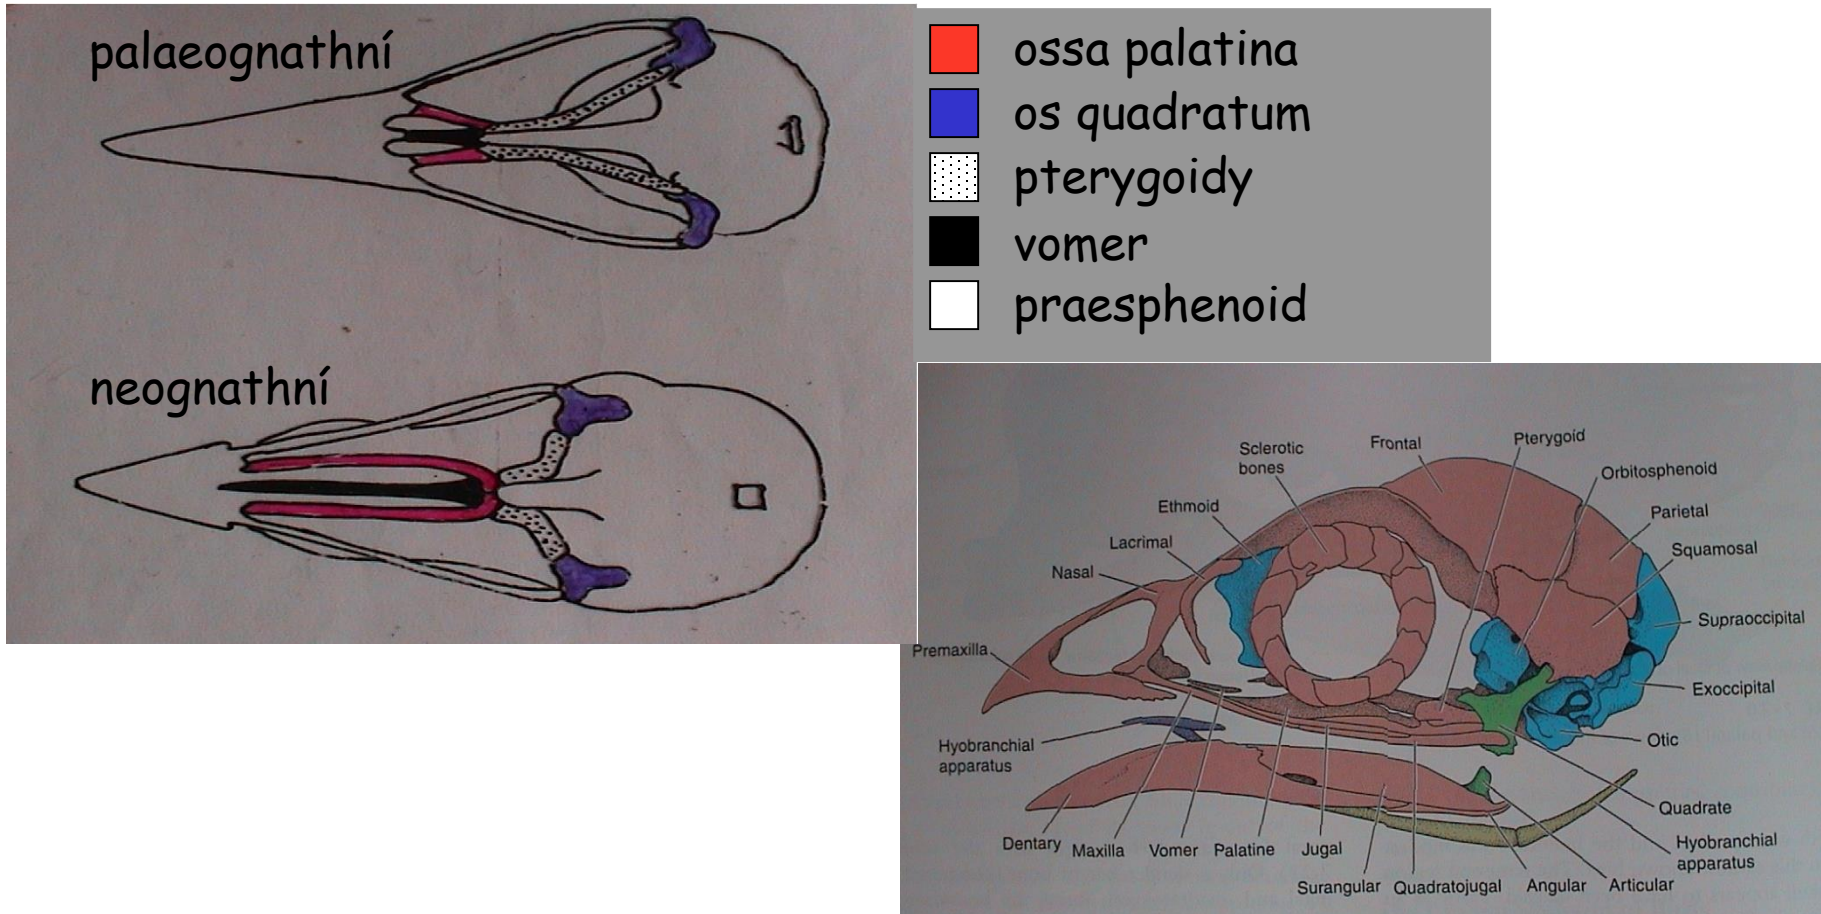 palaeognathní
neognathní
ossa palatina
os quadratum
pterygoidy
vomer
praesphenoid
Sclerotic
bones
Frontal
Pterygoid
Orbitosphenoid
Ethmoid
Parietal
Lacrimal
Squamosal
Nasal
Supraoccipital
Premaxilla
Exoccipital
Hyobranchial
apparatus
Otic
Quadrate
Hyobranchial
apparatus
Dentary
Maxilla
Vomer
Palatine
Jugal
Surangular
Quadratojugal
Angular
Articular